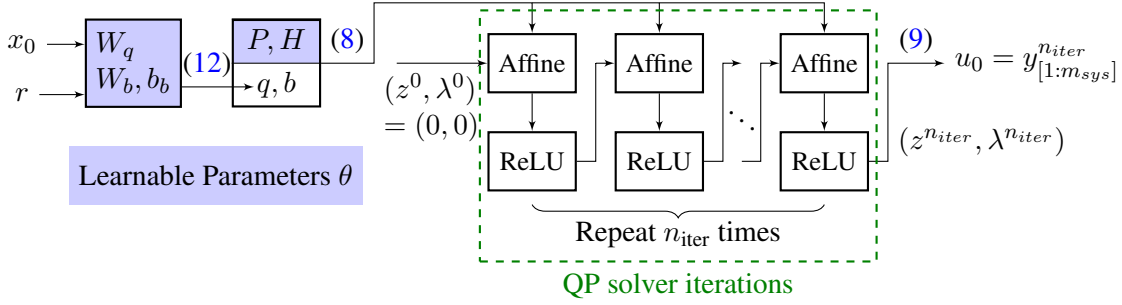 x_0
r
W_q
W_b, b_b
(12)
P, H
q, b
(8)
(z^0, λ^0)
= (0, 0)
Affine
Affine
Affine
ReLU
ReLU
ReLU
Repeat n_iter times
QP solver iterations
(9)
u_0 = y^{n_{iter}}_{[1:m_{sys}]}
(z^{n_{iter}}, λ^{n_{iter}})
Learnable Parameters θ